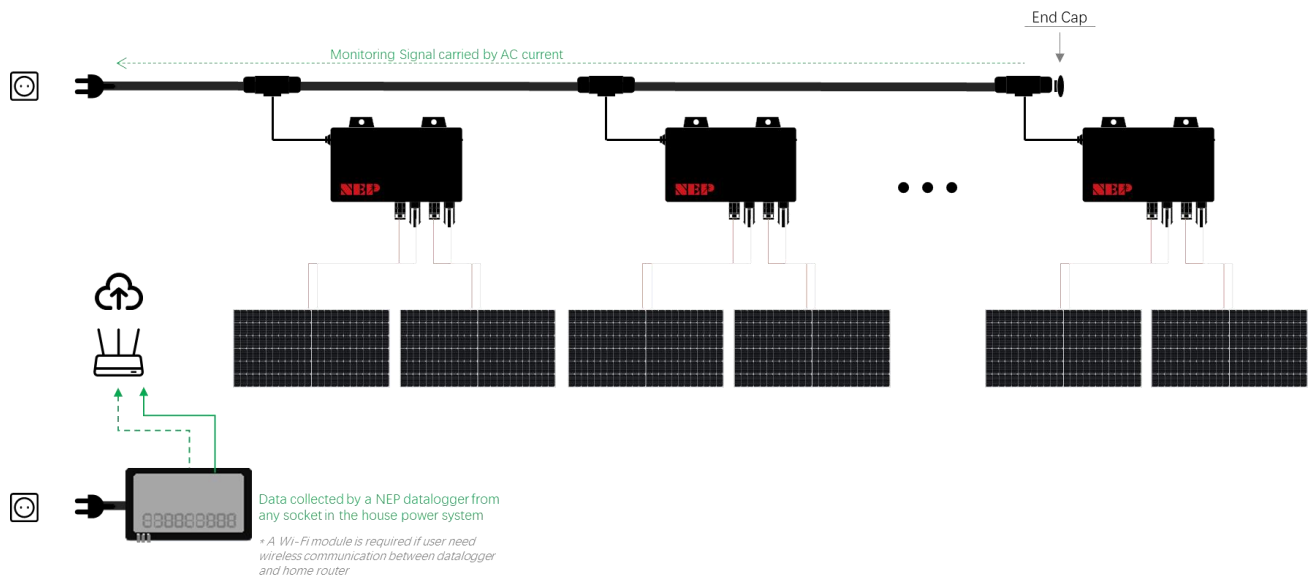 End Cap
Monitoring Signal carried by AC current
NEP
NEP
NEP
Data collected by a NEP datalogger from
any socket in the house power system
* A Wi-Fi module is required if user need
wireless communication between datalogger
and home router